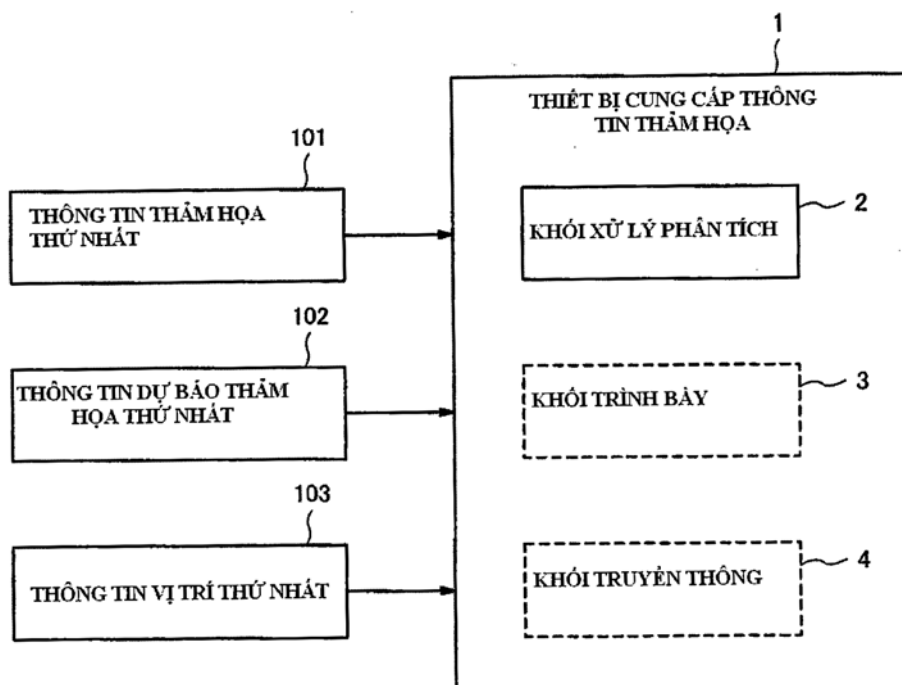 1
THIẾT BỊ CUNG CẤP THÔNG
TIN THẢM HỌA
101
THÔNG TIN THẢM HỌA
THỨ NHẤT
2
KHỐI XỬ LÝ PHÂN TÍCH
102
THÔNG TIN DỰ BÁO THẢM
HỌA THỨ NHẤT
3
KHỐI TRÌNH BÀY
103
THÔNG TIN VỊ TRÍ THỨ NHẤT
4
KHỐI TRUYỀN THÔNG